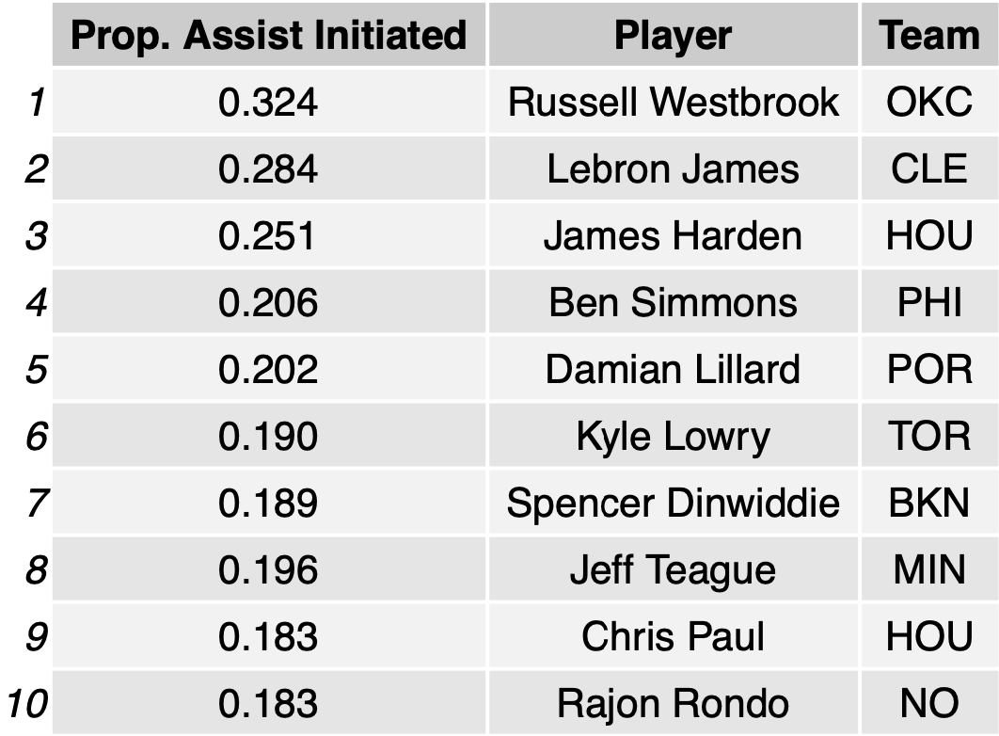 Prop. Assist Initiated Player Team
1 0.324 Russell Westbrook OKC
2 0.284 Lebron James CLE
3 0.251 James Harden HOU
4 0.206 Ben Simmons PHI
5 0.202 Damian Lillard POR
6 0.190 Kyle Lowry TOR
7 0.189 Spencer Dinwiddie BKN
8 0.196 Jeff Teague MIN
9 0.183 Chris Paul HOU
10 0.183 Rajon Rondo NO